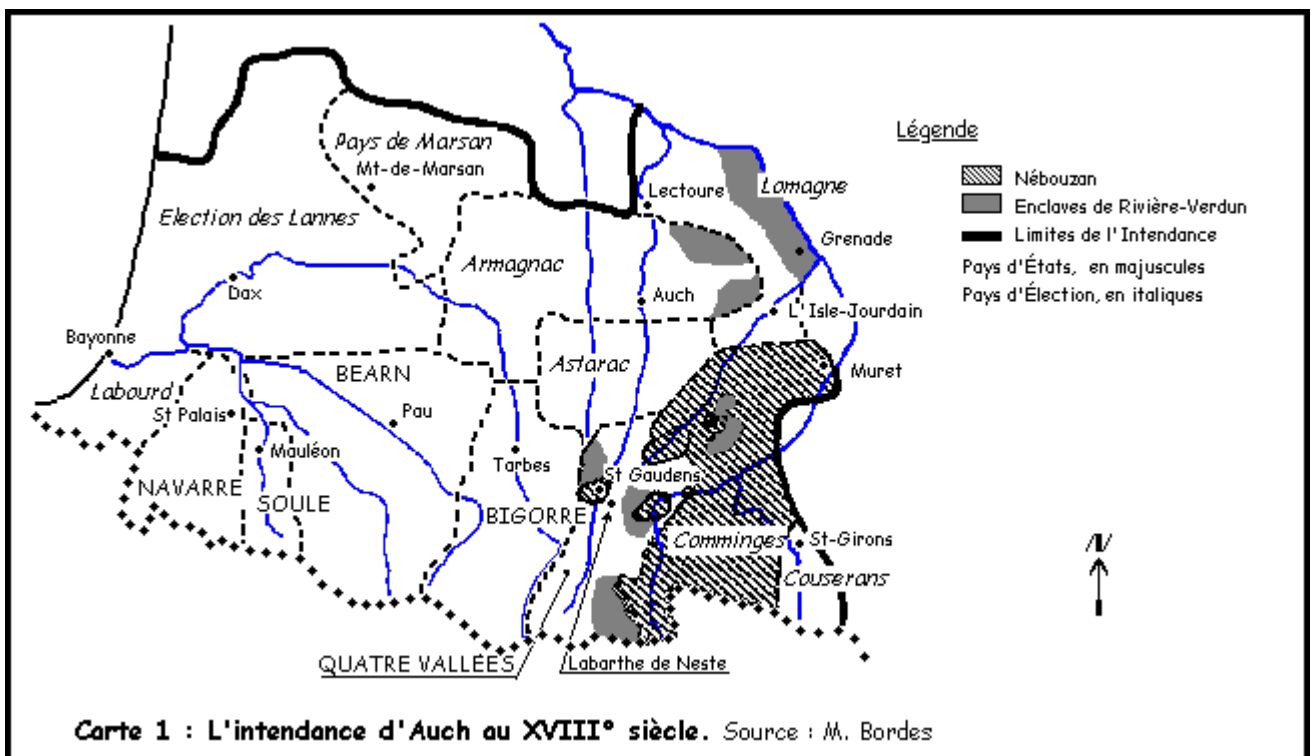 Légende
Nébouzan
Enclaves de Rivière-Verdun
Limites de l'Intendance
Pays d'États, en majuscules
Pays d'Élection, en italiques
Pays de Marsan
Mt-de-Marsan
Lectoure
Lomagne
Election des Lannes
Grenade
Armagnac
Dax
Auch
L'Isle-Jourdain
Bayonne
Astarac
Muret
BEARN
Labourd
St Palais
Pau
Mauléon
Tarbes
St Gaudens
NAVARRE
SOULE
BIGORRE
Comminges
St-Girons
Couserans
N
QUATRE VALLÉES
Labarthe de Neste
Carte 1 : L'intendance d'Auch au XVIII° siècle. Source : M. Bordes